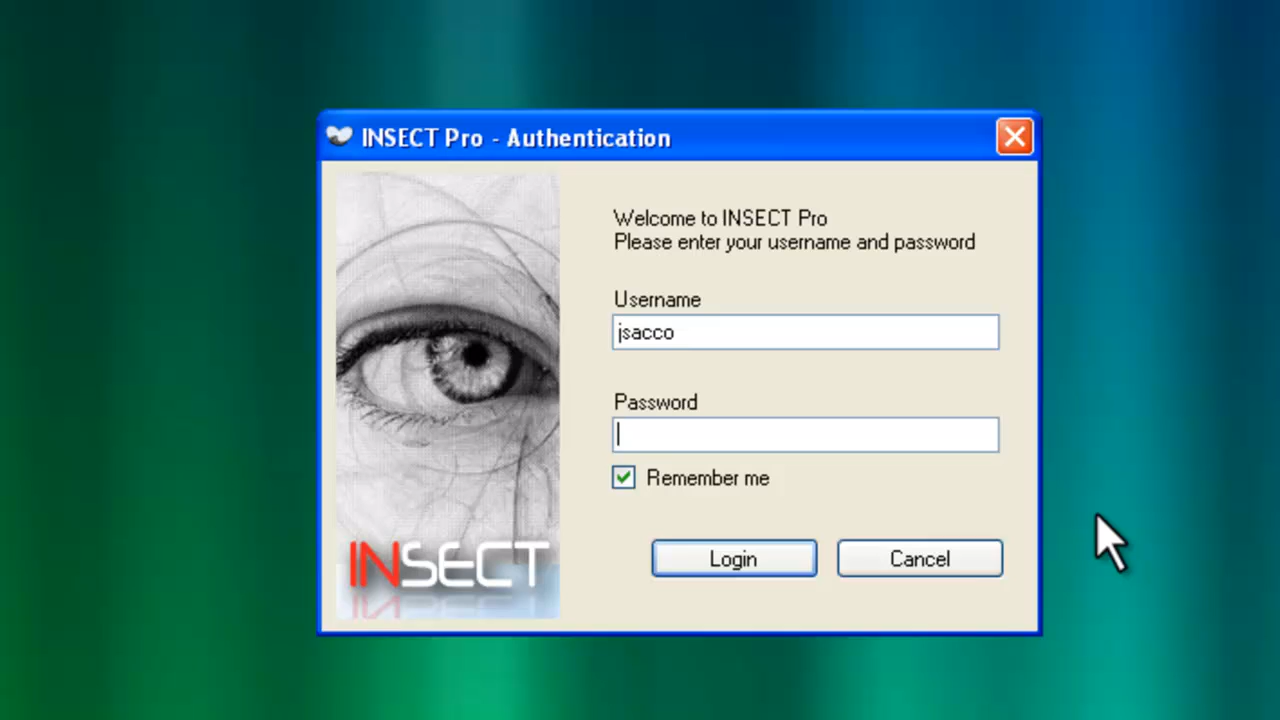 INSECT Pro - Authentication
Welcome to INSECT Pro
Please enter your username and password
Username
jsacco
Password
Remember me
Login
Cancel
INSECT